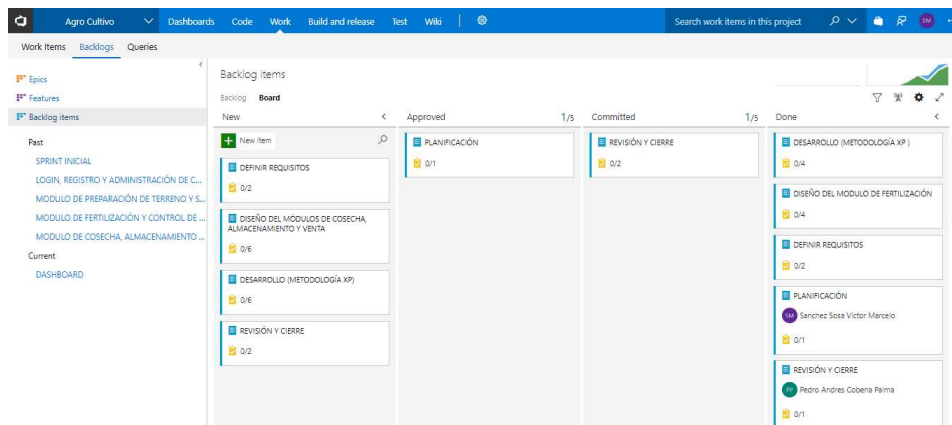 Agro Cultivo
Dashboards Code Work Build and release Test Wiki
Search work items in this project
SM
Work Items Backlogs Queries
Epics
Features
Backlog items
Past
SPRINT INICIAL
LOGIN, REGISTRO Y ADMINISTRACIÓN DE C...
MODULO DE PREPARACIÓN DE TERRENO Y S...
MODULO DE FERTILIZACIÓN Y CONTROL DE ...
MODULO DE COSECHA, ALMACENAMIENTO ...
Current
DASHBOARD
Backlog items
Backlog Board
New
New item
DEFINIR REQUISITOS
0/2
DISEÑO DEL MÓDULOS DE COSECHA,
ALMACENAMIENTO Y VENTA
0/6
DESARROLLO (METODOLOGÍA XP)
0/6
REVISIÓN Y CIERRE
0/2
Approved 1/5
PLANIFICACIÓN
0/1
Committed 1/5
REVISIÓN Y CIERRE
0/2
Done
DESARROLLO (METODOLOGÍA XP )
0/4
DISEÑO DEL MODULO DE FERTILIZACIÓN
0/4
DEFINIR REQUISITOS
0/2
PLANIFICACIÓN
SM Sanchez Sosa Victor Marcelo
0/1
REVISIÓN Y CIERRE
PP Pedro Andres Cobena Palma
0/1